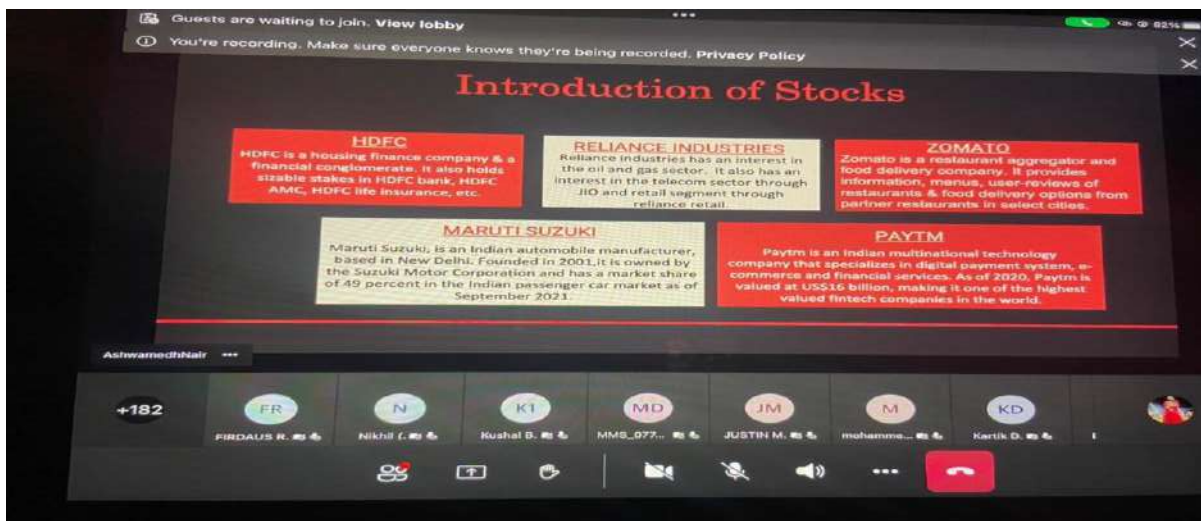 Guests are waiting to join. View lobby
82%
You're recording. Make sure everyone knows they're being recorded. Privacy Policy
Introduction of Stocks
HDFC
HDFC is a housing finance company & a
financial conglomerate. It also holds
sizable stakes in HDFC bank, HDFC
AMC, HDFC life insurance, etc.
RELIANCE INDUSTRIES
Reliance industries has an interest in
the oil and gas sector. It also has an
interest in the telecom sector through
JIO and retail segment through
reliance retail.
ZOMATO
Zomato is a restaurant aggregator and
food delivery company. It provides
information, menus, user-reviews of
restaurants & food delivery options from
partner restaurants in select cities.
MARUTI SUZUKI
Maruti Suzuki, is an Indian automobile manufacturer,
based in New Delhi. Founded in 2001,it is owned by
the Suzuki Motor Corporation and has a market share
of 49 percent in the Indian passenger car market as of
September 2021.
PAYTM
Paytm is an Indian multinational technology
company that specializes in digital payment system, e-
commerce and financial services. As of 2020, Paytm is
valued at US$16 billion, making it one of the highest
valued fintech companies in the world.
AshwamedhNair
+182
FR
N
K1
MD
JM
M
KD
FIRDAUS R.
Nikhil (.
Kushal B.
MMS_077...
JUSTIN M.
mohamme...
Kartik D.